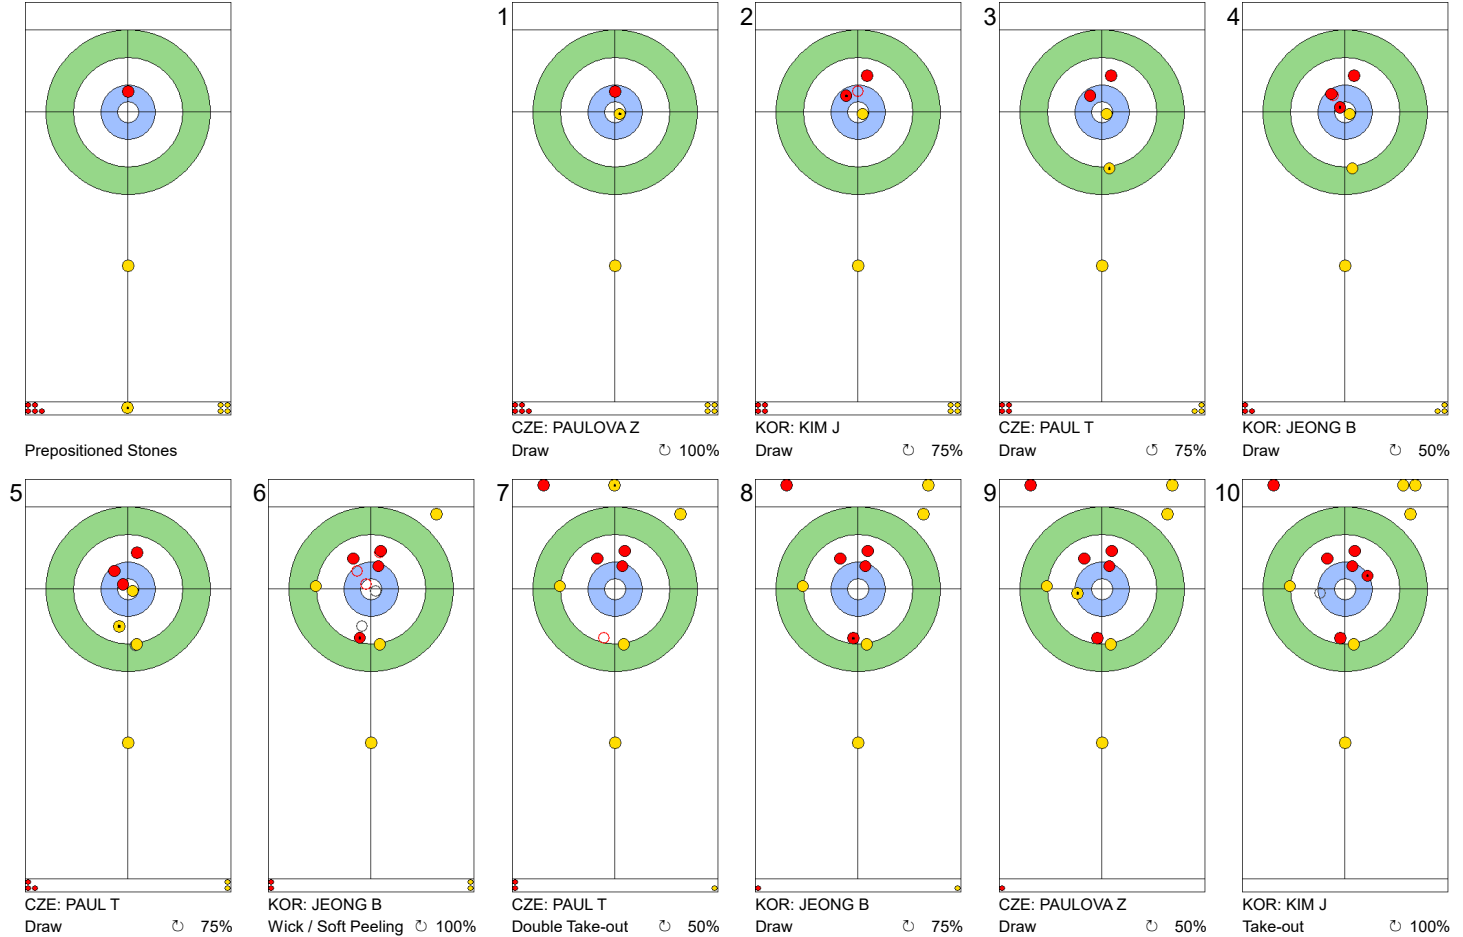 1
2
3
4
Prepositioned Stones
CZE: PAULOVA Z
Draw ↻ 100%
KOR: KIM J
Draw ↻ 75%
CZE: PAUL T
Draw ↺ 75%
KOR: JEONG B
Draw ↻ 50%
5
6
7
8
9
10
CZE: PAUL T
Draw ↻ 75%
KOR: JEONG B
Wick / Soft Peeling ↻ 100%
CZE: PAUL T
Double Take-out ↻ 50%
KOR: JEONG B
Draw ↻ 75%
CZE: PAULOVA Z
Draw ↻ 50%
KOR: KIM J
Take-out ↻ 100%